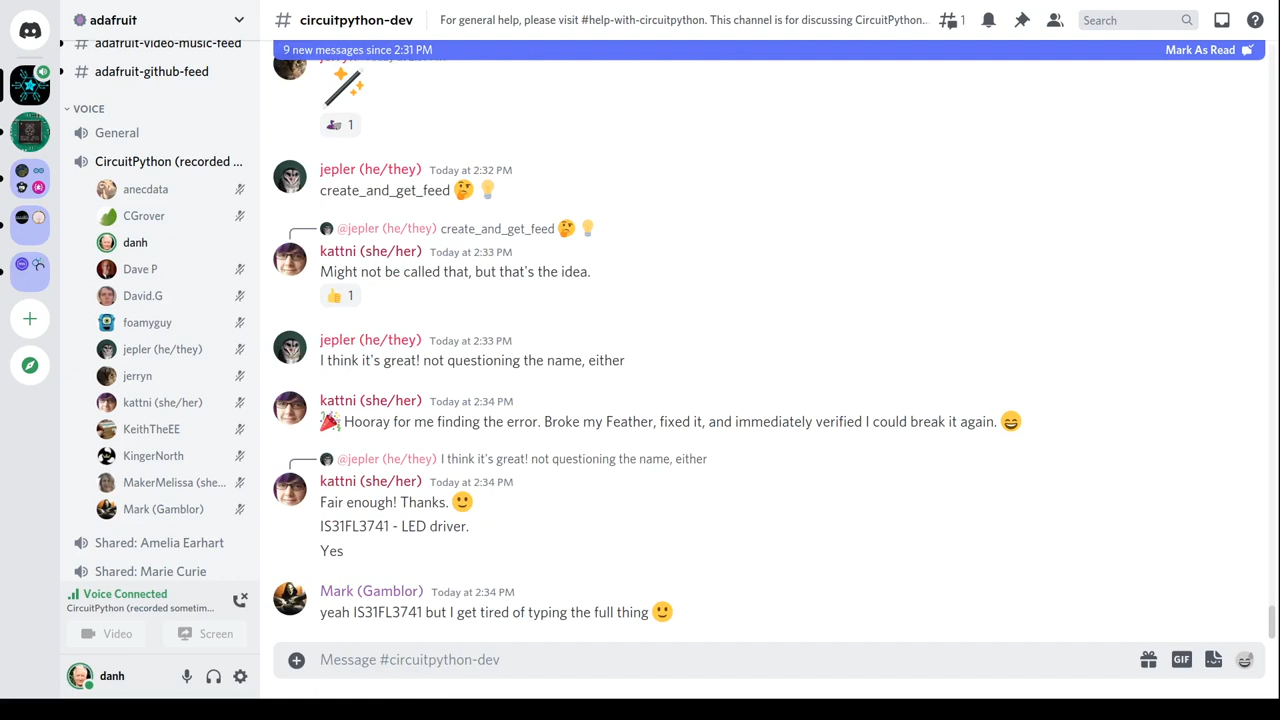 adafruit
adafruit-video-music-feed
adafruit-github-feed
VOICE
General
CircuitPython (recorded ...
anecdata
CGrover
danh
Dave P
David.G
foamyguy
jepler (he/they)
jerryn
kattni (she/her)
KeithTheEE
KingerNorth
MakerMelissa (she...
Mark (Gamblor)
Shared: Amelia Earhart
Shared: Marie Curie
Voice Connected
CircuitPython (recorded sometim...
Video
Screen
danh
# circuitpython-dev
For general help, please visit #help-with-circuitpython. This channel is for discussing CircuitPython...
1
Search
9 new messages since 2:31 PM
Mark As Read
1
jepler (he/they) Today at 2:32 PM
create_and_get_feed 🤔 💡
@jepler (he/they) create_and_get_feed 🤔 💡
kattni (she/her) Today at 2:33 PM
Might not be called that, but that's the idea.
👍 1
jepler (he/they) Today at 2:33 PM
I think it's great! not questioning the name, either
kattni (she/her) Today at 2:34 PM
🎉 Hooray for me finding the error. Broke my Feather, fixed it, and immediately verified I could break it again. 😄
@jepler (he/they) I think it's great! not questioning the name, either
kattni (she/her) Today at 2:34 PM
Fair enough! Thanks. 🙂
IS31FL3741 - LED driver.
Yes
Mark (Gamblor) Today at 2:34 PM
yeah IS31FL3741 but I get tired of typing the full thing 🙂
Message #circuitpython-dev
GIF